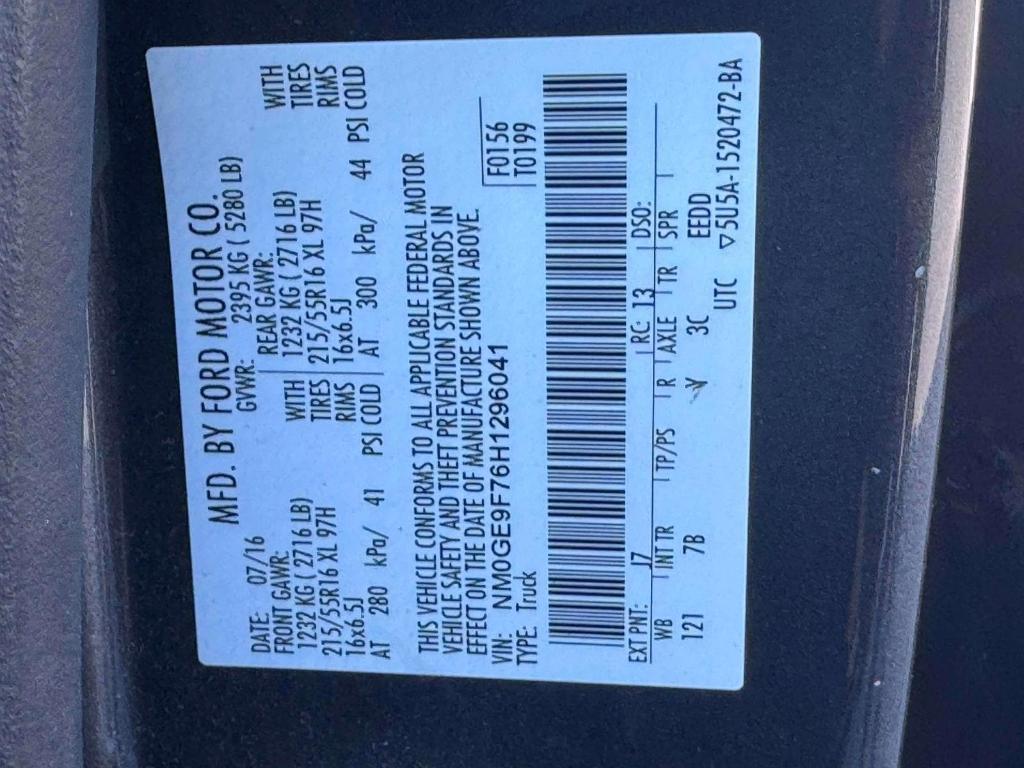 MFD. BY FORD MOTOR CO.
DATE: 07/16 GVWR: 2395 KG ( 5280 LB)
FRONT GAWR: REAR GAWR:
1232 KG ( 2716 LB) WITH 1232 KG ( 2716 LB) WITH
215/55R16 XL 97H TIRES 215/55R16 XL 97H TIRES
16x6.5J RIMS 16x6.5J RIMS
AT 280 kPa/ 41 PSI COLD AT 300 kPa/ 44 PSI COLD
THIS VEHICLE CONFORMS TO ALL APPLICABLE FEDERAL MOTOR
VEHICLE SAFETY AND THEFT PREVENTION STANDARDS IN
EFFECT ON THE DATE OF MANUFACTURE SHOWN ABOVE.
VIN: NM0GE9F76H1296041 F0156
TYPE: Truck T0199
EXT PNT: J7 RC: 13 DSO:
WB INT TR TP/PS R AXLE TR SPR
121 7B V 3C EEDD
UTC ▽5U5A-1520472-BA